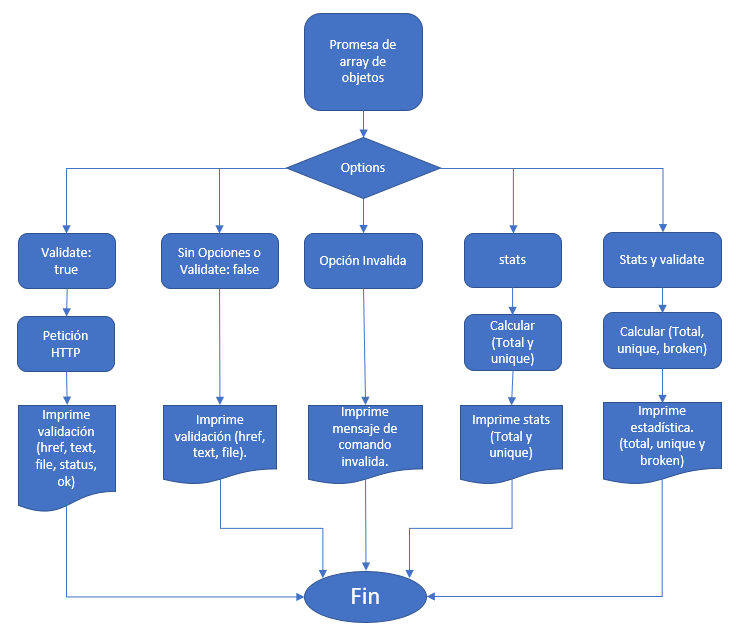 Promesa de
array de
objetos
Options
Validate:
true
Sin Opciones o
Validate: false
Opción Invalida
stats
Stats y validate
Petición
HTTP
Calcular
(Total y
unique)
Calcular (Total,
unique, broken)
Imprime
validación
(href, text,
file, status,
ok)
Imprime
validación (href,
text, file).
Imprime
mensaje de
comando
invalida.
Imprime stats
(Total y
unique)
Imprime
estadística.
(total, unique y
broken)
Fin